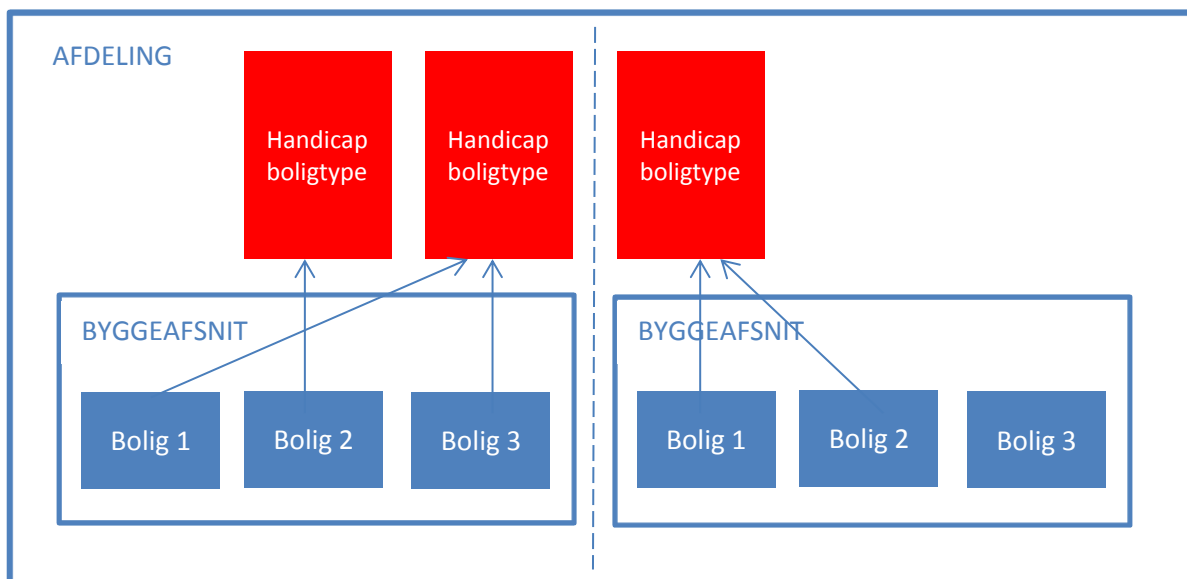 AFDELING
Handicap
boligtype
Handicap
boligtype
Handicap
boligtype
BYGGEAFSNIT
Bolig 1
Bolig 2
Bolig 3
BYGGEAFSNIT
Bolig 1
Bolig 2
Bolig 3